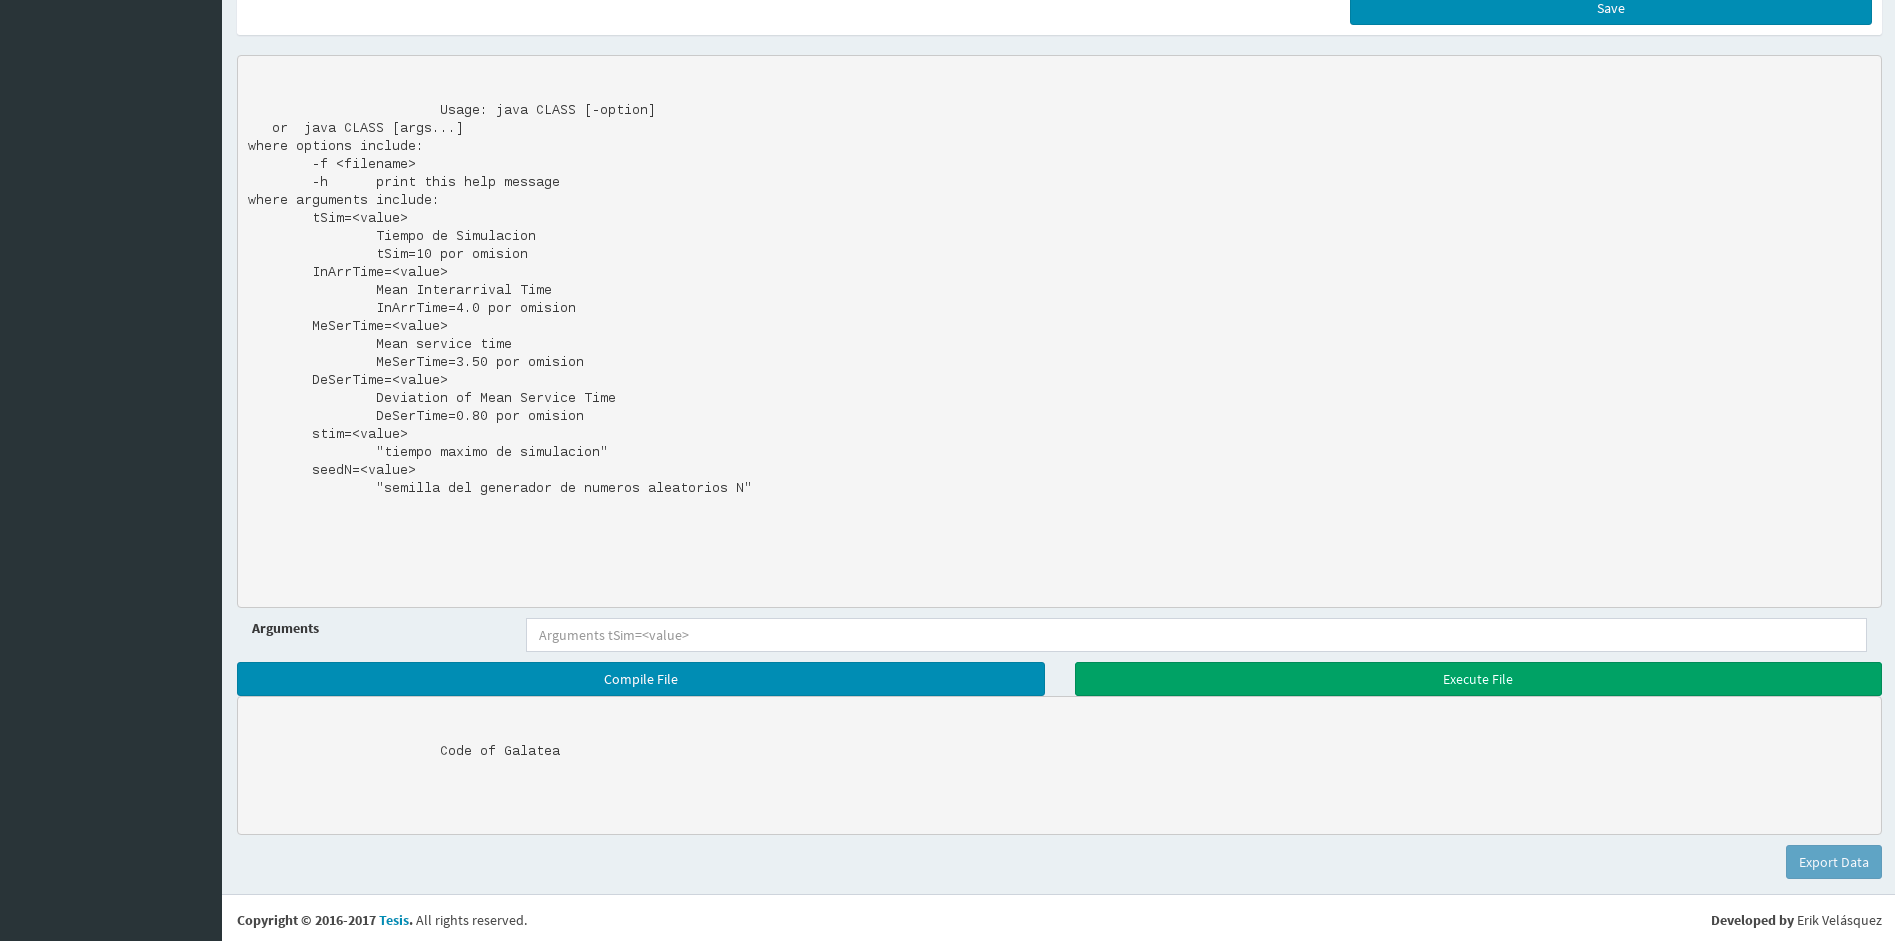 Save
Usage: java CLASS [-option]
or  java CLASS [args...]
where options include:
-f <filename>
-h      print this help message
where arguments include:
tSim=<value>
Tiempo de Simulacion
tSim=10 por omision
InArrTime=<value>
Mean Interarrival Time
InArrTime=4.0 por omision
MeSerTime=<value>
Mean service time
MeSerTime=3.50 por omision
DeSerTime=<value>
Deviation of Mean Service Time
DeSerTime=0.80 por omision
stim=<value>
"tiempo maximo de simulacion"
seedN=<value>
"semilla del generador de numeros aleatorios N"
Arguments
Arguments tSim=<value>
Compile File
Execute File
Code of Galatea
Export Data
Copyright © 2016-2017 Tesis. All rights reserved.
Developed by Erik Velásquez